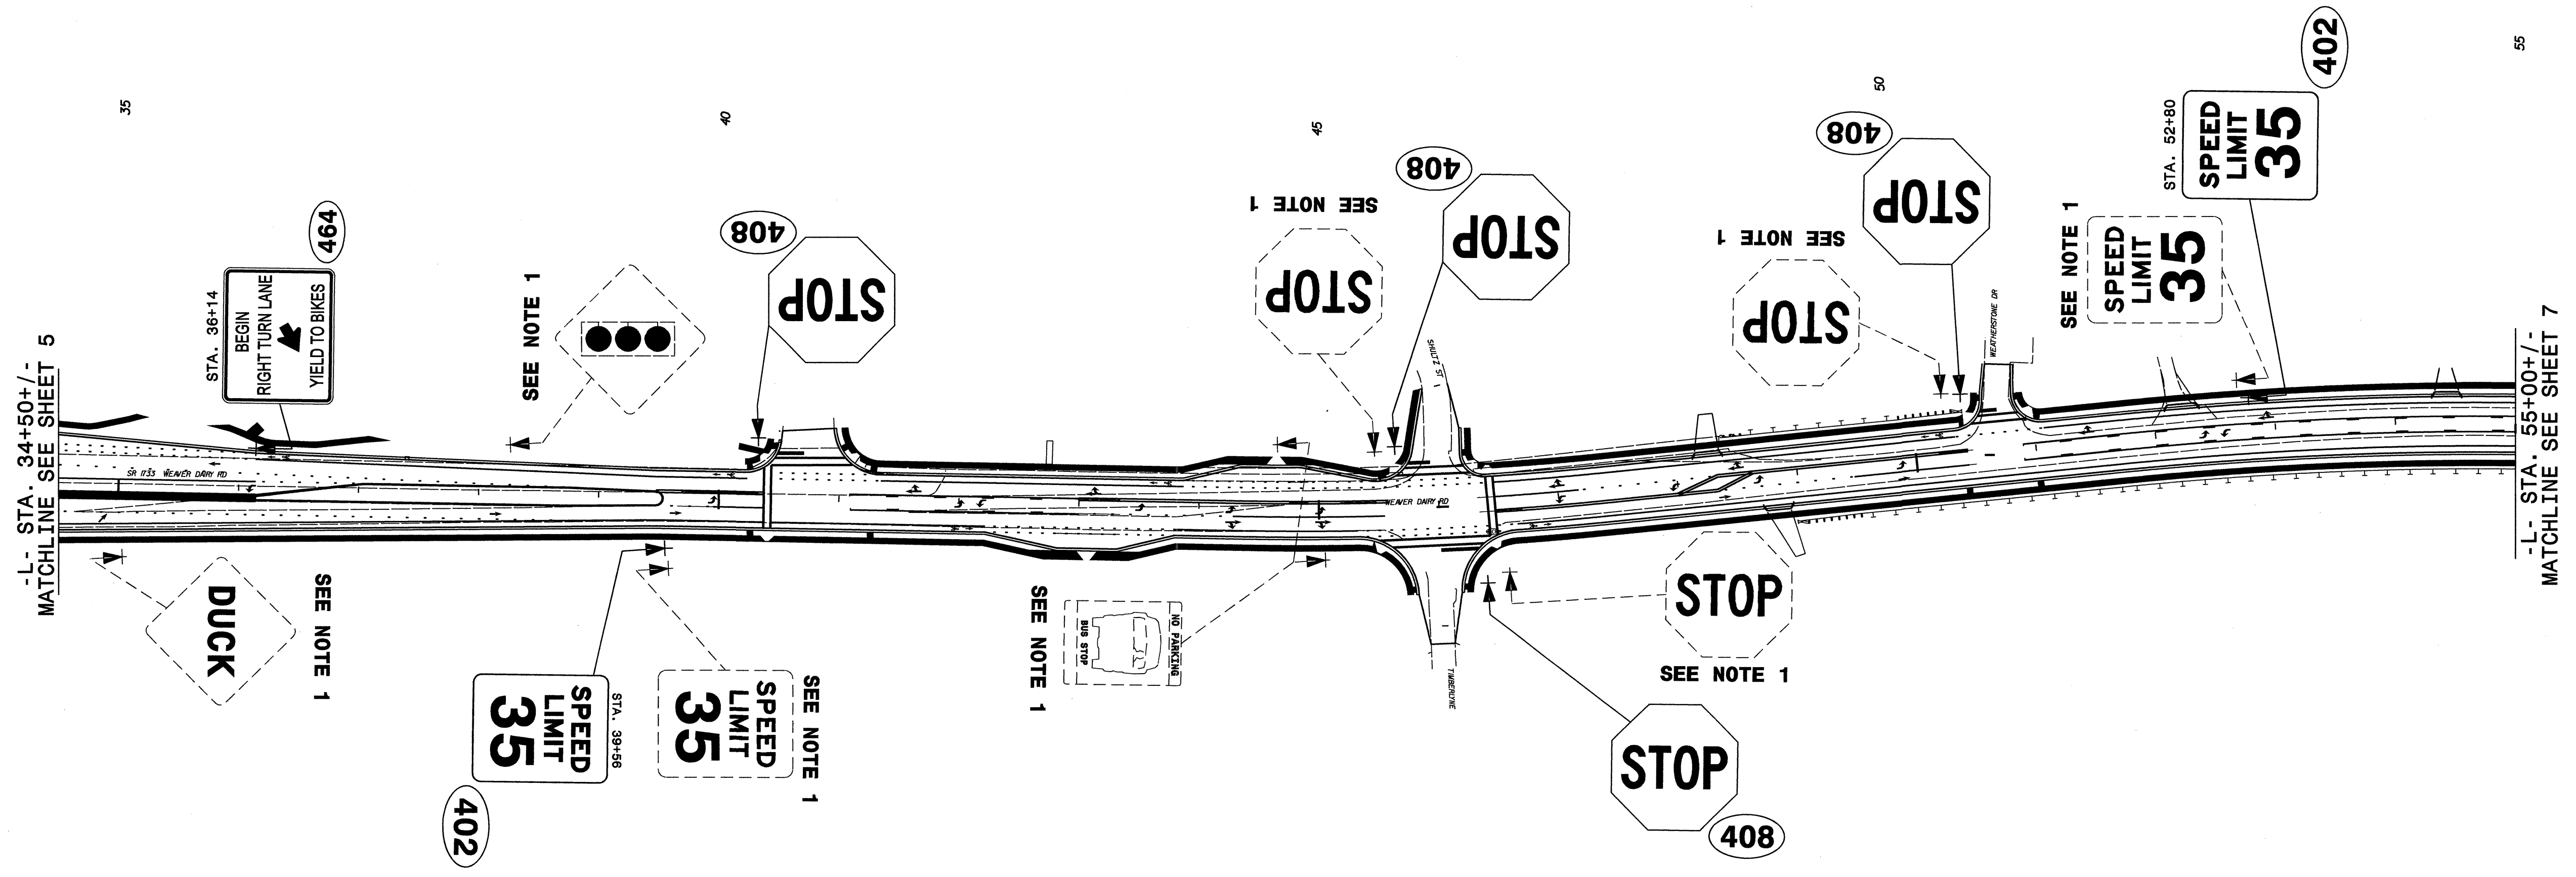 35
40
45
50
55
-L- STA. 34+50+/-
MATCHLINE SEE SHEET 5
STA. 36+14
BEGIN
RIGHT TURN LANE
YIELD TO BIKES
464
SEE NOTE 1
408
STOP
SEE NOTE 1
STOP
408
STOP
SEE NOTE 1
STOP
408
STOP
SEE NOTE 1
SPEED
LIMIT
35
STA. 52+80
SPEED
LIMIT
35
402
SR 1733 WEAVER DAIRY RD
WEAVER DAIRY RD
SHULTZ ST
WEATHERSTONE DR
TIMBERLYNE
DUCK
SEE NOTE 1
STA. 39+56
SPEED
LIMIT
35
402
SPEED
LIMIT
35
SEE NOTE 1
SEE NOTE 1
NO PARKING
BUS STOP
STOP
SEE NOTE 1
STOP
408
-L- STA. 55+00+/-
MATCHLINE SEE SHEET 7